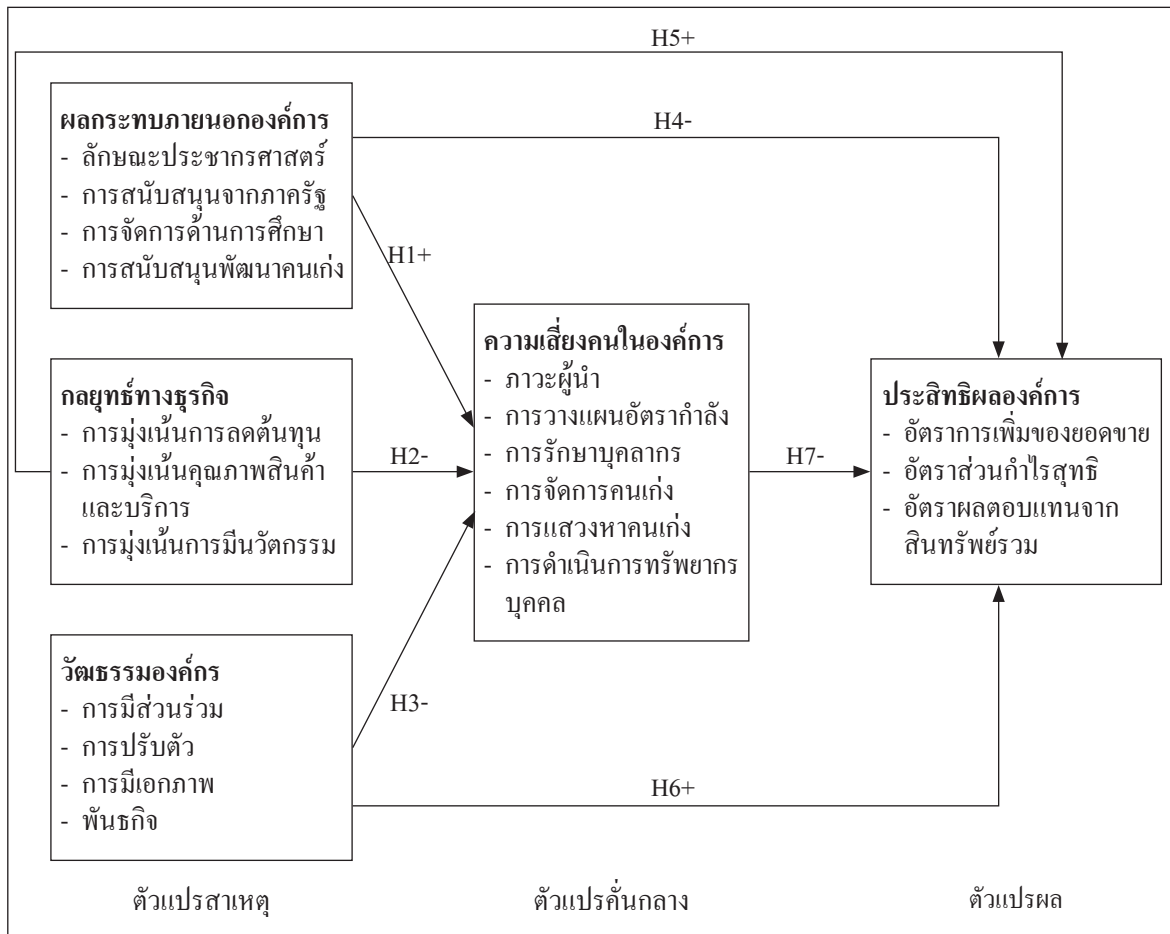 H5+
H4-
ผลกระทบภายนอกองค์การ
- ลักษณะประชากรศาสตร์
- การสนับสนุนจากภาครัฐ
- การจัดการด้านการศึกษา
- การสนับสนุนพัฒนาคนเก่ง
H1+
กลยุทธ์ทางธุรกิจ
- การมุ่งเน้นการลดต้นทุน
- การมุ่งเน้นคุณภาพสินค้า
และบริการ
- การมุ่งเน้นการมีนวัตกรรม
H2-
วัฒธรรมองค์กร
- การมีส่วนร่วม
- การปรับตัว
- การมีเอกภาพ
- พันธกิจ
H3-
H6+
ความเสี่ยงคนในองค์การ
- ภาวะผู้นำ
- การวางแผนอัตรากำลัง
- การรักษาบุคลากร
- การจัดการคนเก่ง
- การแสวงหาคนเก่ง
- การดำเนินการทรัพยากร
บุคคล
H7-
ประสิทธิผลองค์การ
- อัตราการเพิ่มของยอดขาย
- อัตราส่วนกำไรสุทธิ
- อัตราผลตอบแทนจาก
สินทรัพย์รวม
ตัวแปรสาเหตุ
ตัวแปรคั่นกลาง
ตัวแปรผล